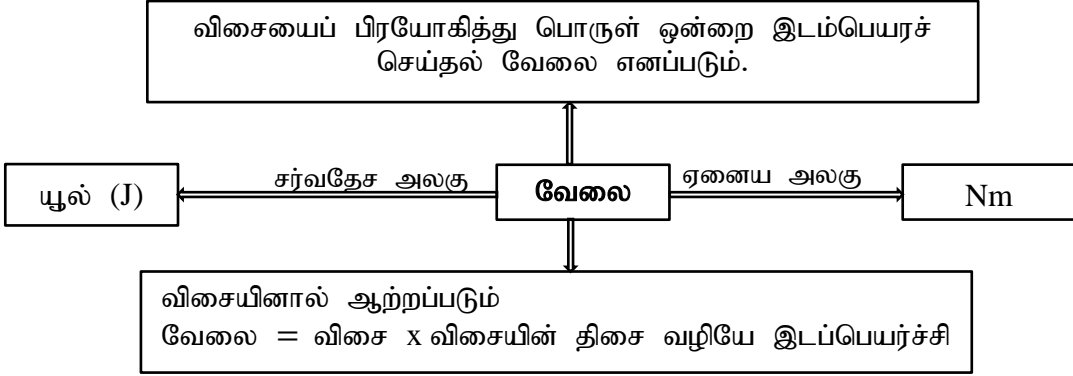 விசையைப் பிரயோகித்து பொருள் ஒன்றை இடம்பெயரச்
செய்தல் வேலை எனப்படும்.
யூல் (J)
சர்வதேச அலகு
வேலை
ஏனைய அலகு
Nm
விசையினால் ஆற்றப்படும்
வேலை = விசை x விசையின் திசை வழியே இடப்பெயர்ச்சி